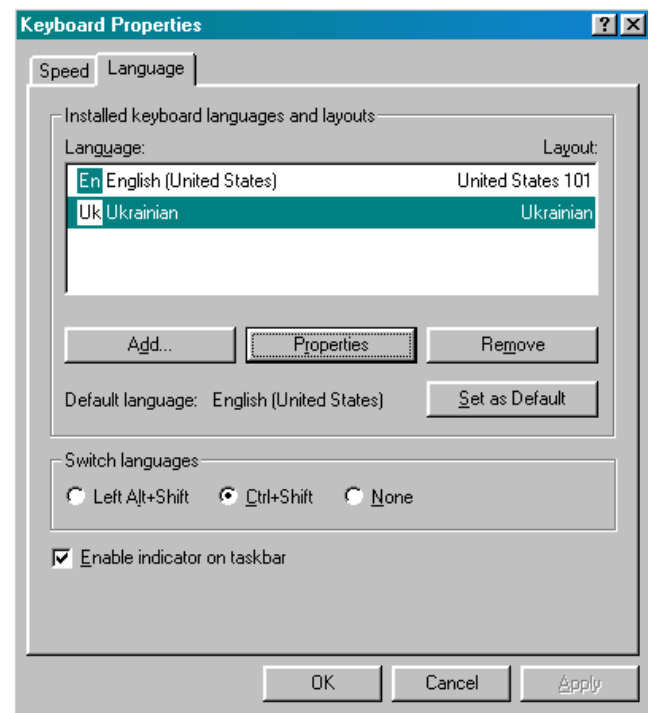 Keyboard Properties
Speed Language
Installed keyboard languages and layouts
Language: Layout:
En English (United States) United States 101
Uk Ukrainian Ukrainian
Add... Properties Remove
Default language: English (United States) Set as Default
Switch languages
Left Alt+Shift Ctrl+Shift None
Enable indicator on taskbar
OK Cancel Apply